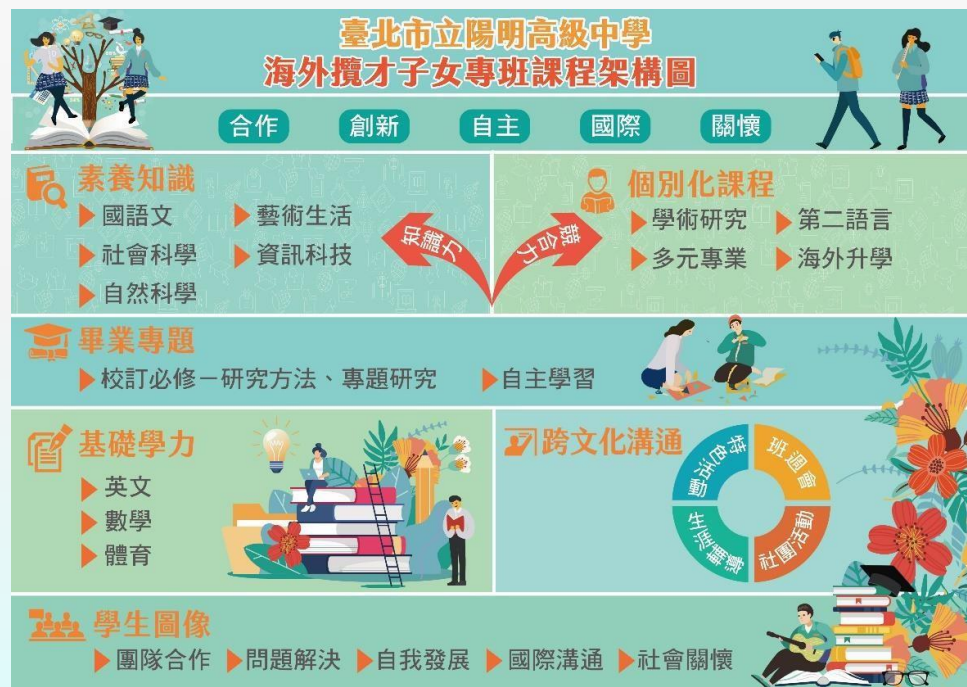 臺北市立陽明高級中學
海外攬才子女專班課程架構圖
合作 創新 自主 國際 關懷
素養知識
▶國語文 ▶藝術生活
▶社會科學 ▶資訊科技
▶自然科學
知識力
競合力
個別化課程
▶學術研究 ▶第二語言
▶多元專業 ▶海外升學
畢業專題
▶校訂必修－研究方法、專題研究 ▶自主學習
基礎學力
▶英文
▶數學
▶體育
跨文化溝通
特色活動
班週會
生涯輔導
社團活動
學生圖像
▶團隊合作 ▶問題解決 ▶自我發展 ▶國際溝通 ▶社會關懷